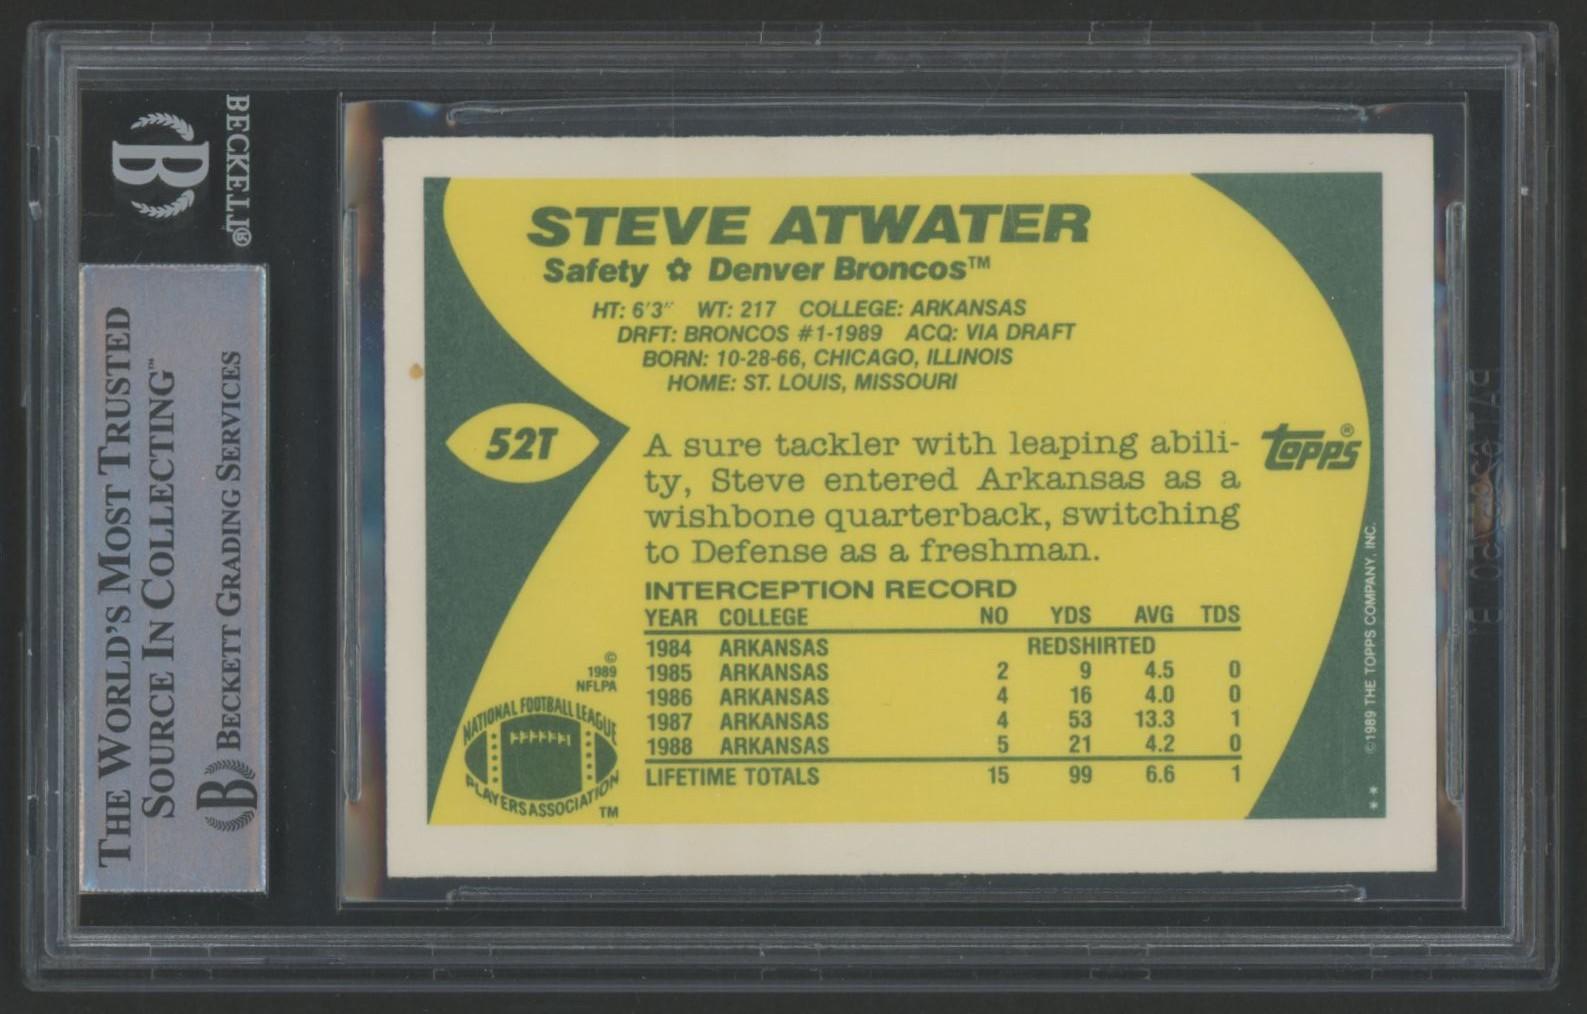 BECKETT®
B
THE WORLD'S MOST TRUSTED
SOURCE IN COLLECTING™
B BECKETT GRADING SERVICES
STEVE ATWATER
Safety ✿ Denver Broncos™
HT: 6'3" WT: 217 COLLEGE: ARKANSAS
DRFT: BRONCOS #1-1989 ACQ: VIA DRAFT
BORN: 10-28-66, CHICAGO, ILLINOIS
HOME: ST. LOUIS, MISSOURI
52T
A sure tackler with leaping abili-
ty, Steve entered Arkansas as a
wishbone quarterback, switching
to Defense as a freshman.
TOPPS®
INTERCEPTION RECORD
YEAR COLLEGE NO YDS AVG TDS
1984 ARKANSAS REDSHIRTED
1985 ARKANSAS 2 9 4.5 0
1986 ARKANSAS 4 16 4.0 0
1987 ARKANSAS 4 53 13.3 1
1988 ARKANSAS 5 21 4.2 0
LIFETIME TOTALS 15 99 6.6 1
©
1989
NFLPA
NATIONAL FOOTBALL LEAGUE
PLAYERS ASSOCIATION
TM
©1989 THE TOPPS COMPANY, INC.
**